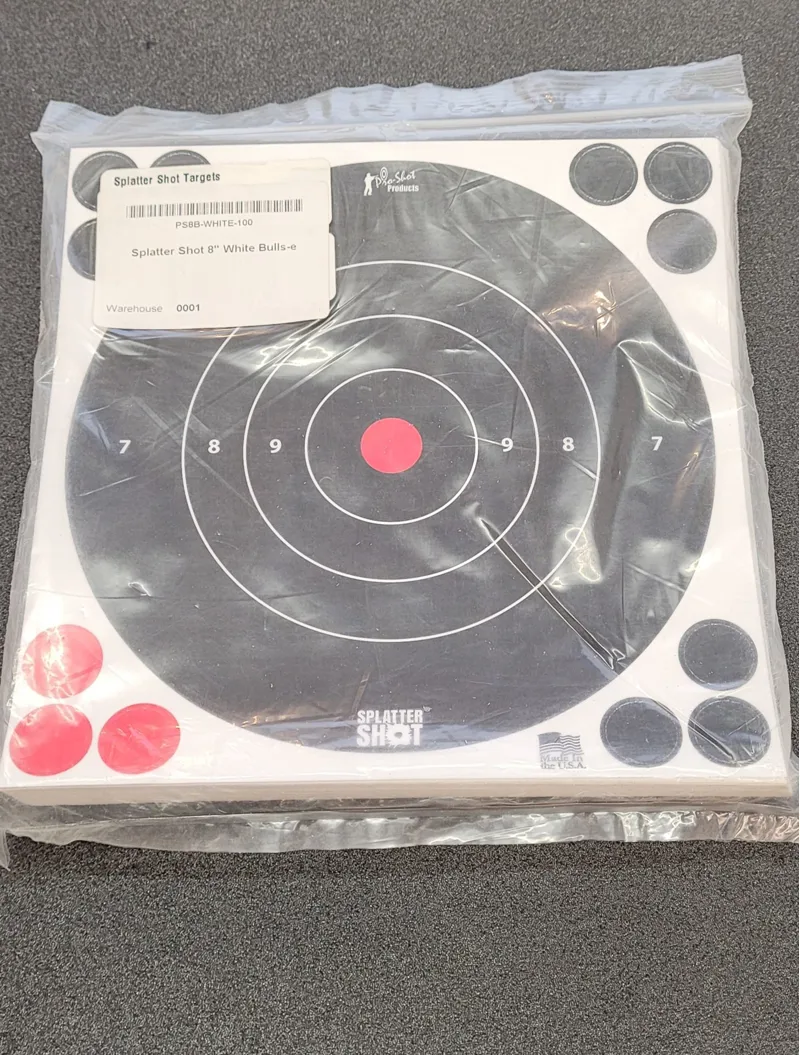 Splatter Shot Targets
PS8B-WHITE-100
Splatter Shot 8" White Bulls-e
Warehouse 0001
Pro-Shot
Products
7 8 9 9 8 7
SPLATTER™
SHOT
Made In
the U.S.A.